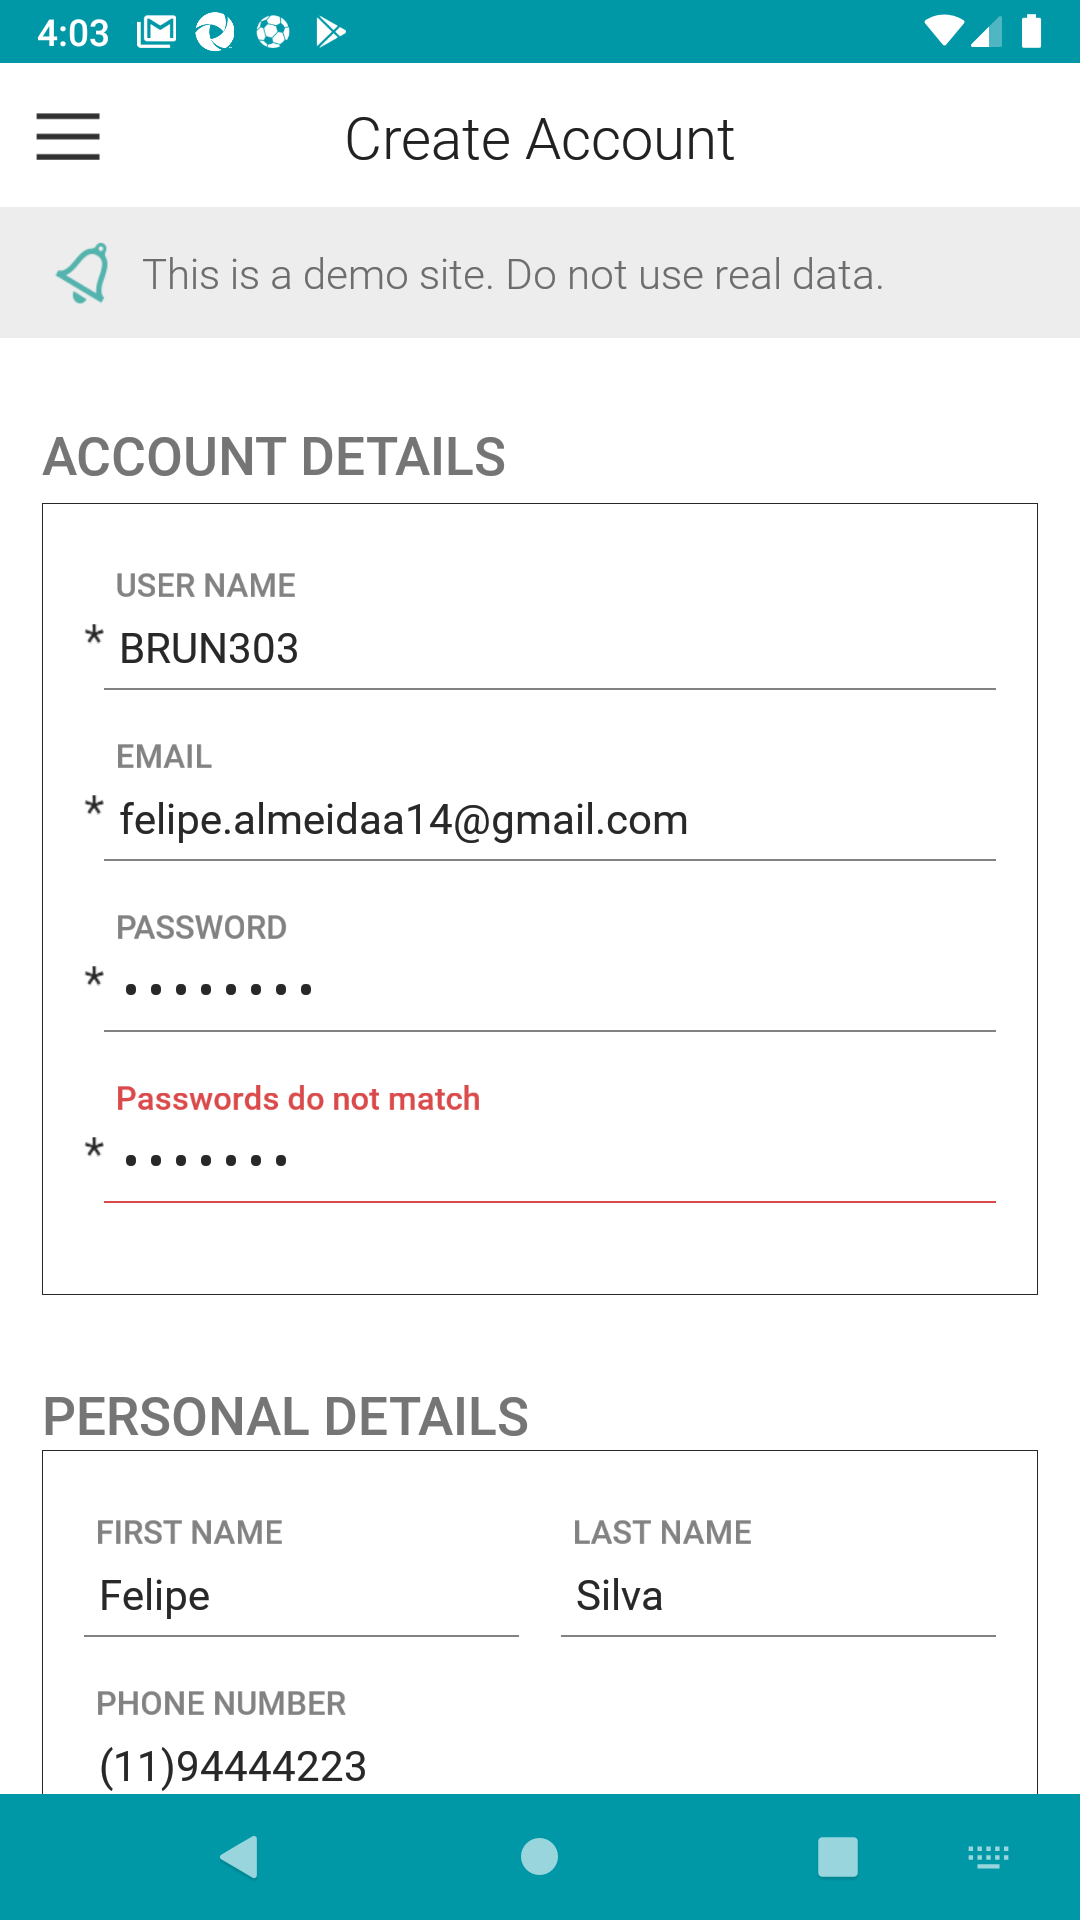 4:03
Create Account
This is a demo site. Do not use real data.
ACCOUNT DETAILS
USER NAME
* BRUN303
EMAIL
* felipe.almeidaa14@gmail.com
PASSWORD
* ••••••••
Passwords do not match
* •••••••
PERSONAL DETAILS
FIRST NAME LAST NAME
Felipe Silva
PHONE NUMBER
(11)94444223